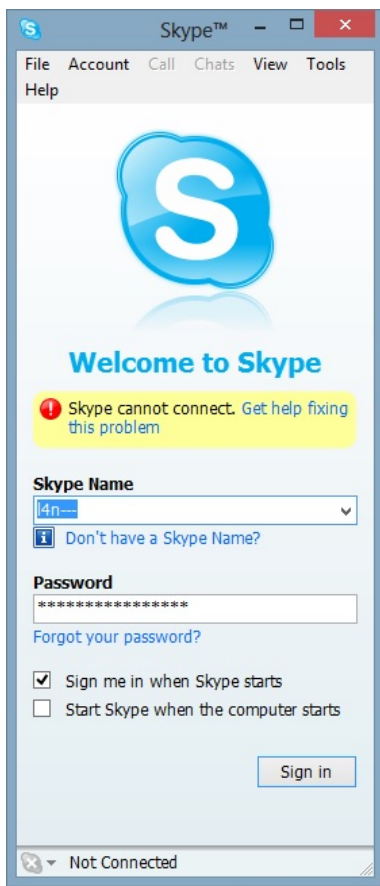 Skype™
File Account Call Chats View Tools
Help
S
Welcome to Skype
Skype cannot connect. Get help fixing
this problem
Skype Name
l4n---
Don't have a Skype Name?
Password
****************
Forgot your password?
Sign me in when Skype starts
Start Skype when the computer starts
Sign in
Not Connected